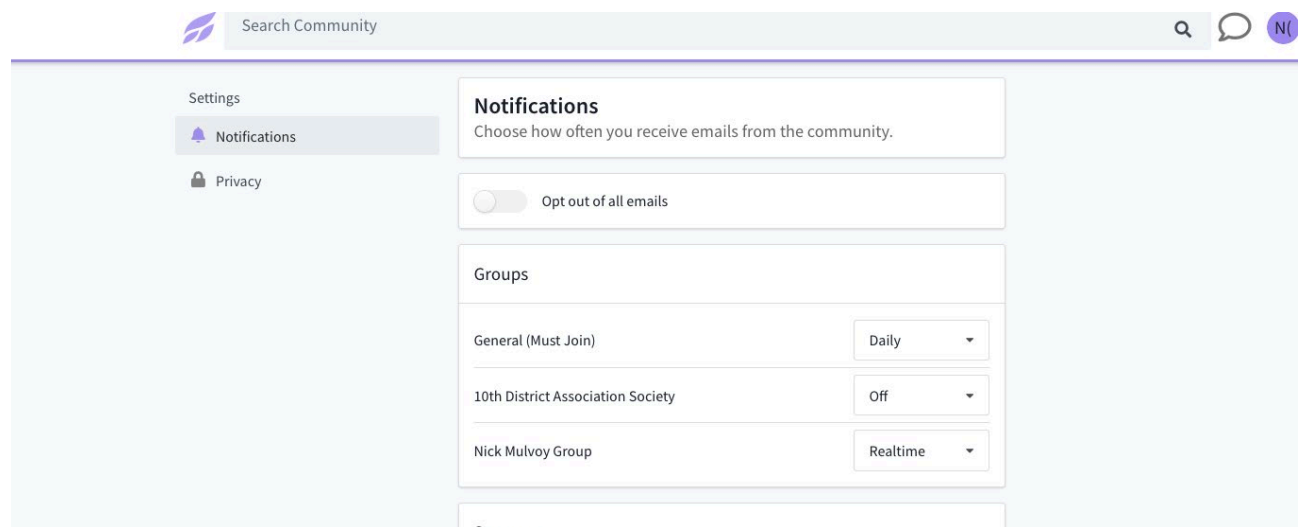 Search Community
N(
Settings
Notifications
Privacy
Notifications
Choose how often you receive emails from the community.
Opt out of all emails
Groups
General (Must Join)
Daily
10th District Association Society
Off
Nick Mulvoy Group
Realtime